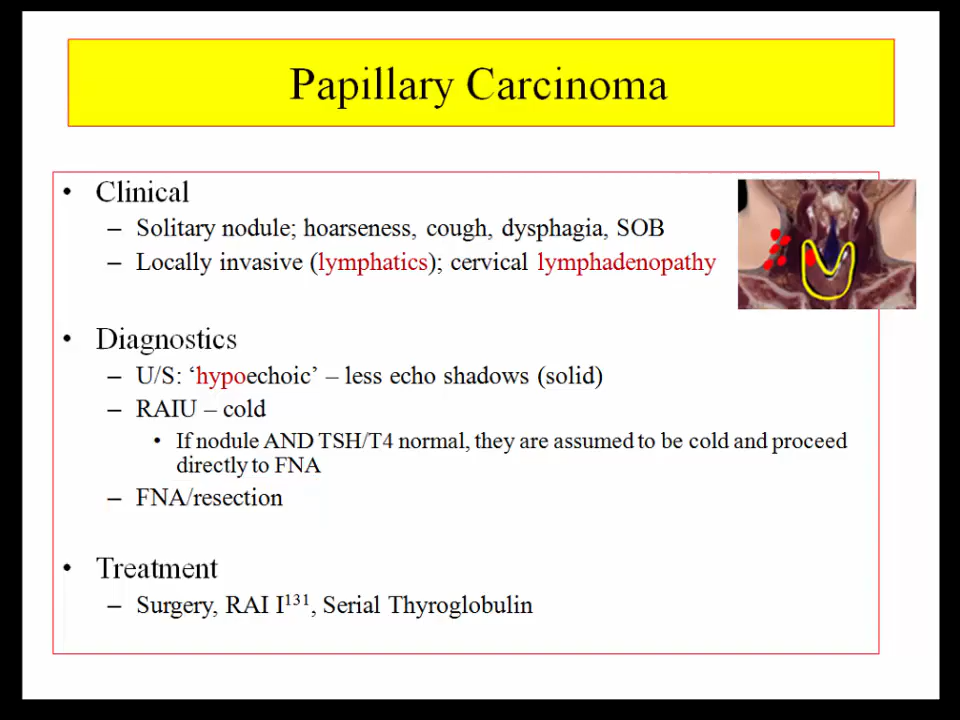 Papillary Carcinoma
• Clinical
– Solitary nodule; hoarseness, cough, dysphagia, SOB
– Locally invasive (lymphatics); cervical lymphadenopathy
• Diagnostics
– U/S: ‘hypoechoic’ – less echo shadows (solid)
– RAIU – cold
• If nodule AND TSH/T4 normal, they are assumed to be cold and proceed
directly to FNA
– FNA/resection
• Treatment
– Surgery, RAI I¹³¹, Serial Thyroglobulin